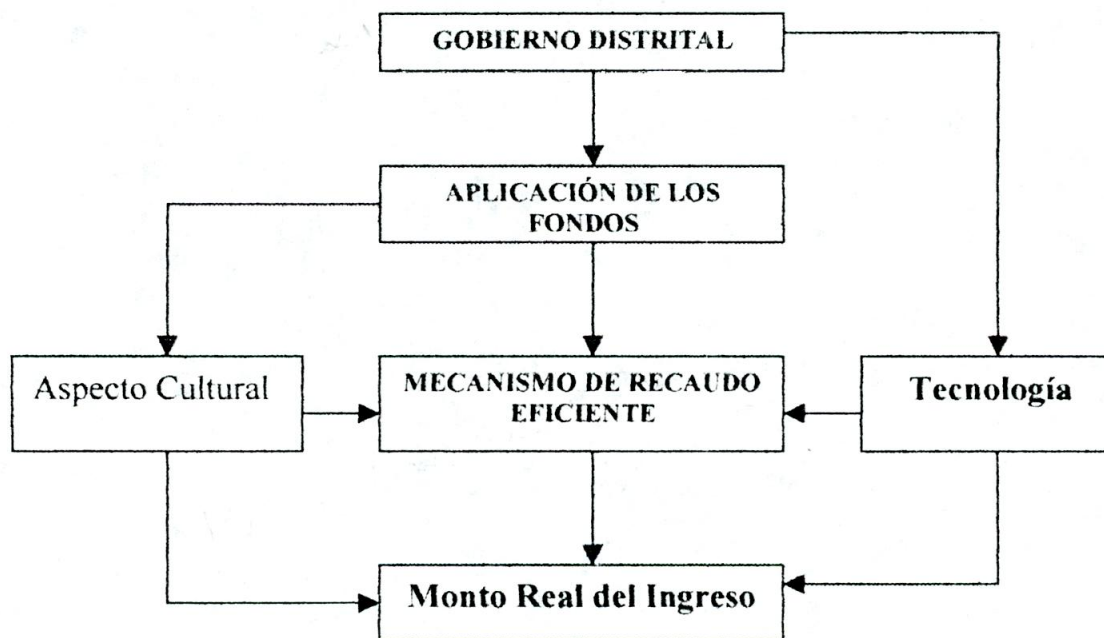 GOBIERNO DISTRITAL
APLICACIÓN DE LOS
FONDOS
Aspecto Cultural
MECANISMO DE RECAUDO
EFICIENTE
Tecnología
Monto Real del Ingreso